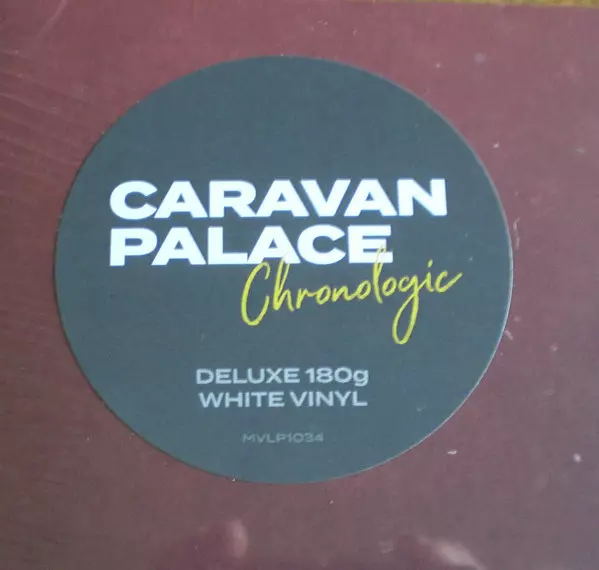 CARAVAN
PALACE
Chronologic
DELUXE 180g
WHITE VINYL
MVLP1034